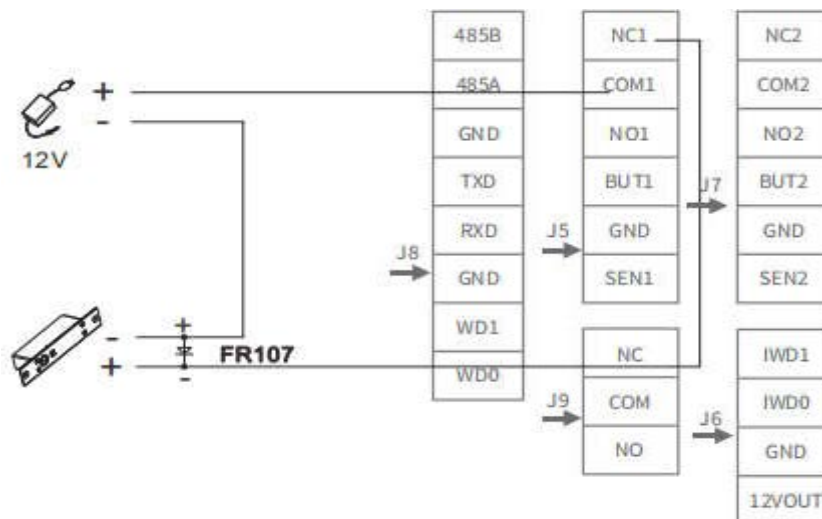 +
-
12V
-
+
+
FR107
-
J8
485B
485A
GND
TXD
RXD
GND
WD1
WD0
J5
NC1
COM1
NO1
BUT1
GND
SEN1
J9
NC
COM
NO
J7
NC2
COM2
NO2
BUT2
GND
SEN2
J6
IWD1
IWD0
GND
12VOUT